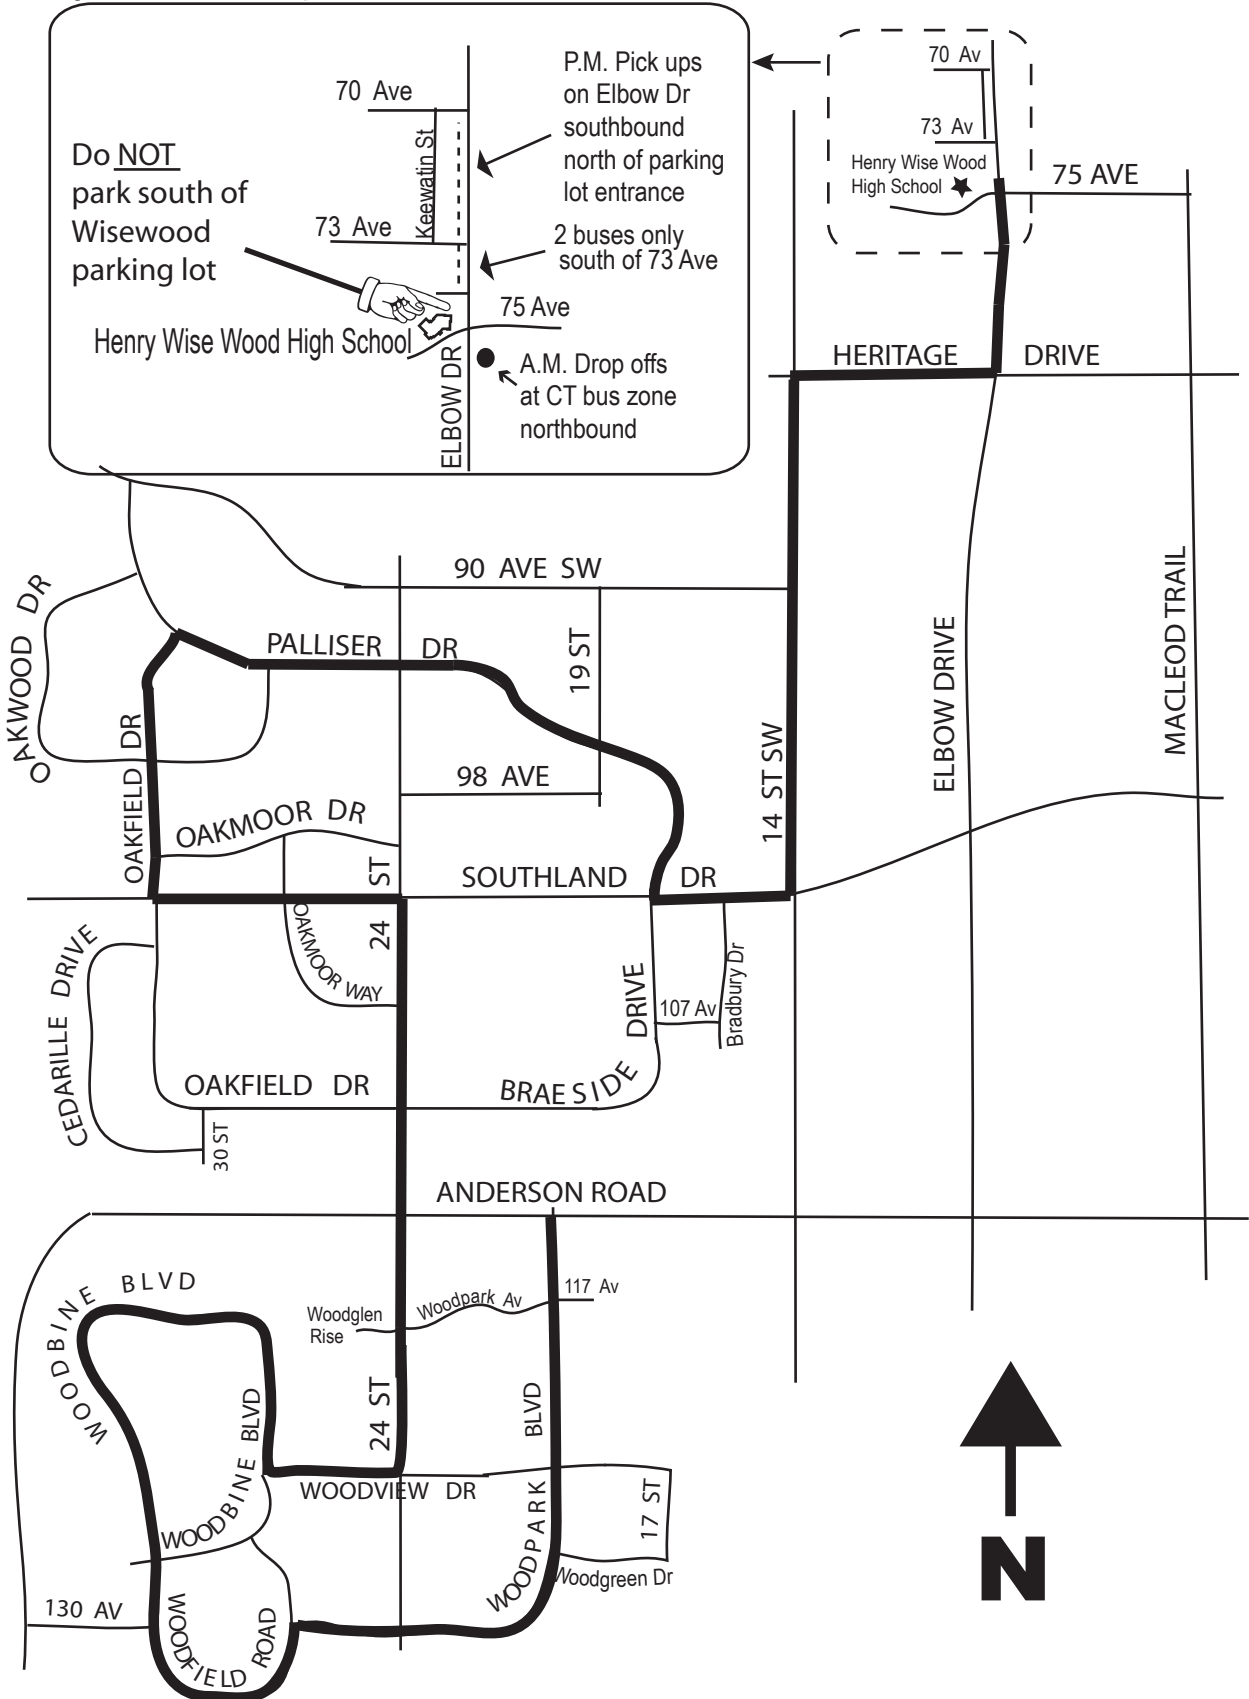 70 Ave
Keewatin St
73 Ave
P.M. Pick ups
on Elbow Dr
southbound
north of parking
lot entrance
Do NOT
park south of
Wisewood
parking lot
2 buses only
south of 73 Ave
75 Ave
Henry Wise Wood High School
ELBOW DR
A.M. Drop offs
at CT bus zone
northbound
70 Av
73 Av
Henry Wise Wood
High School
75 AVE
HERITAGE DRIVE
90 AVE SW
OAKWOOD DR
PALLISER DR
19 ST
ELBOW DRIVE
MACLEOD TRAIL
OAKFIELD DR
98 AVE
14 ST SW
OAKMOOR DR
24 ST
SOUTHLAND DR
OAKMOOR WAY
CEDARILLE DRIVE
107 Av
Bradbury Dr
OAKFIELD DR
BRAESIDE DRIVE
30 ST
ANDERSON ROAD
WOODBINE BLVD
Woodglen
Rise
Woodpark Av
117 Av
24 ST
WOODBINE BLVD
WOODVIEW DR
WOODPARK BLVD
17 ST
Woodgreen Dr
130 AV
WOODFIELD ROAD
N